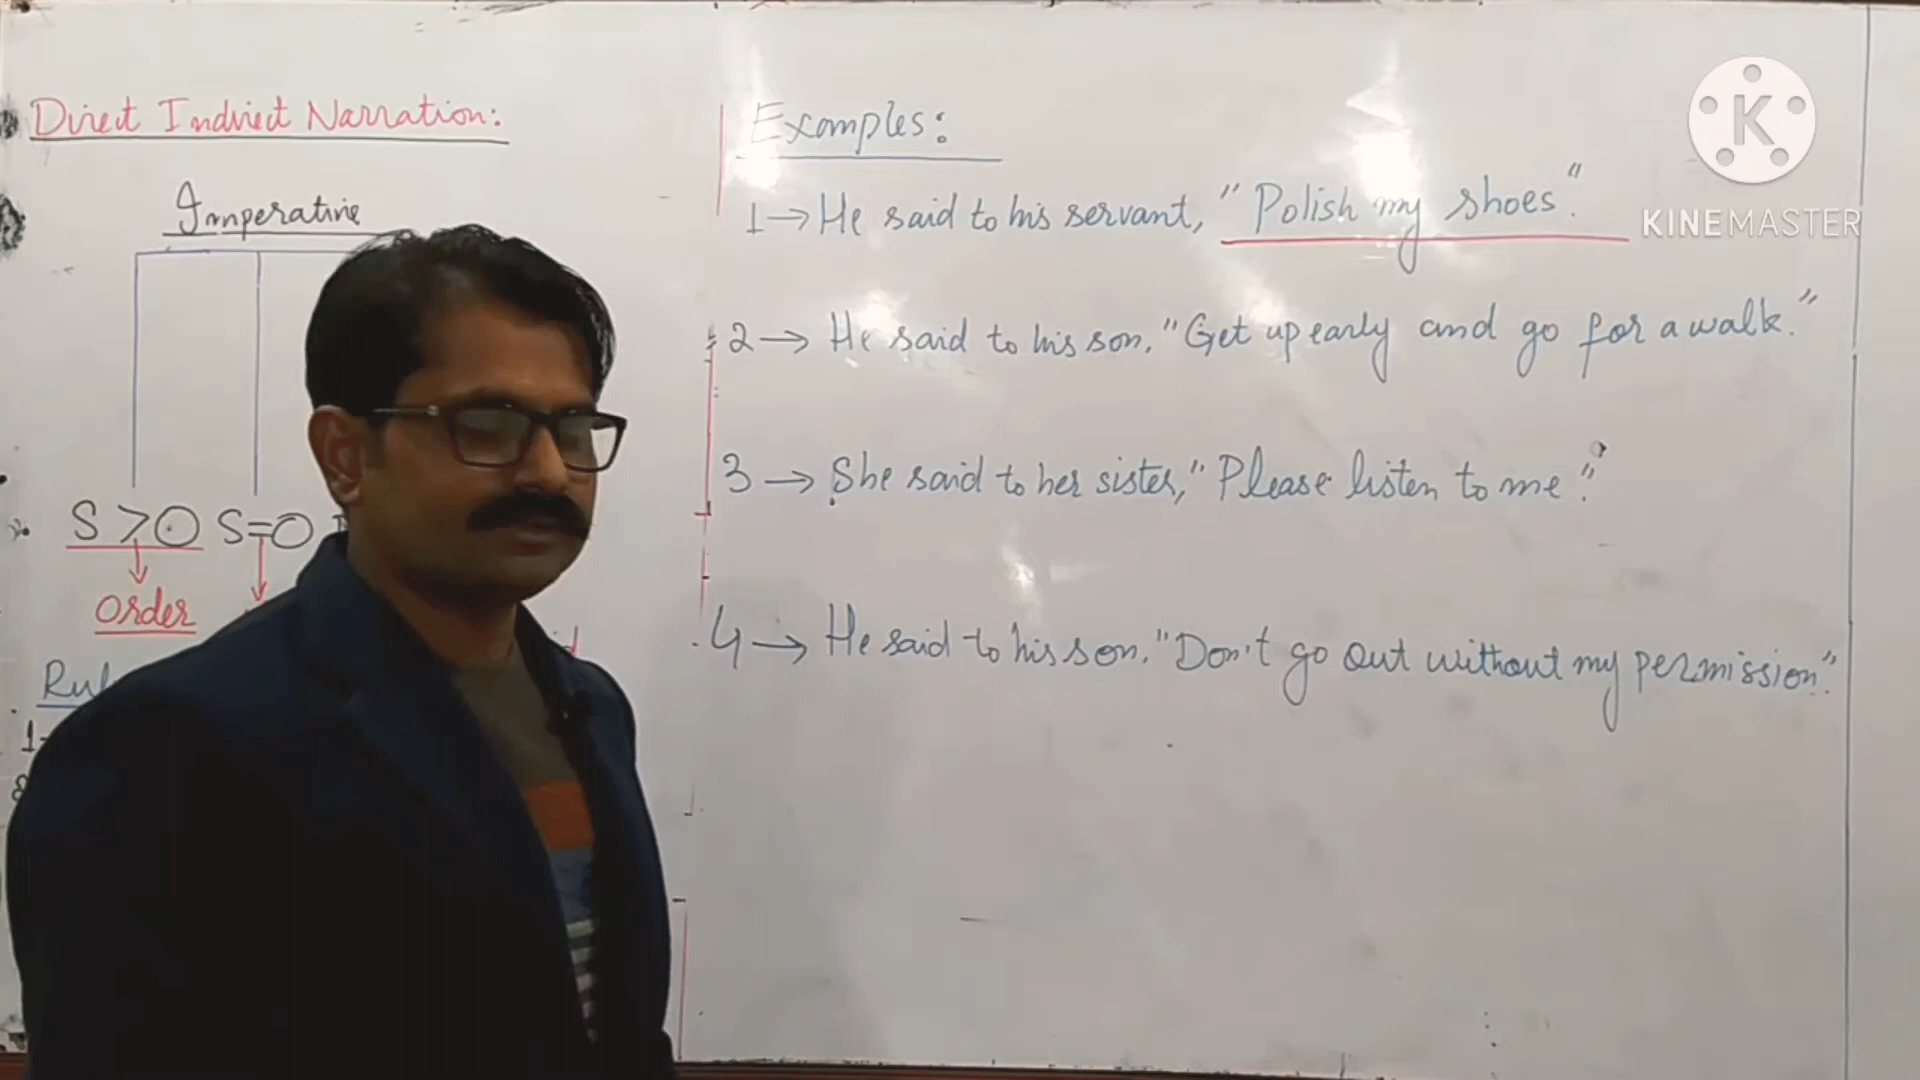 Direct Indirect Narration:
Imperative
S > O S = O
Order
1
Examples:
1 → He said to his servant, "Polish my shoes."
2 → He said to his son, "Get up early and go for a walk."
3 → She said to her sister, "Please listen to me."
4 → He said to his son, "Don't go out without my permission."
K
KINEMASTER